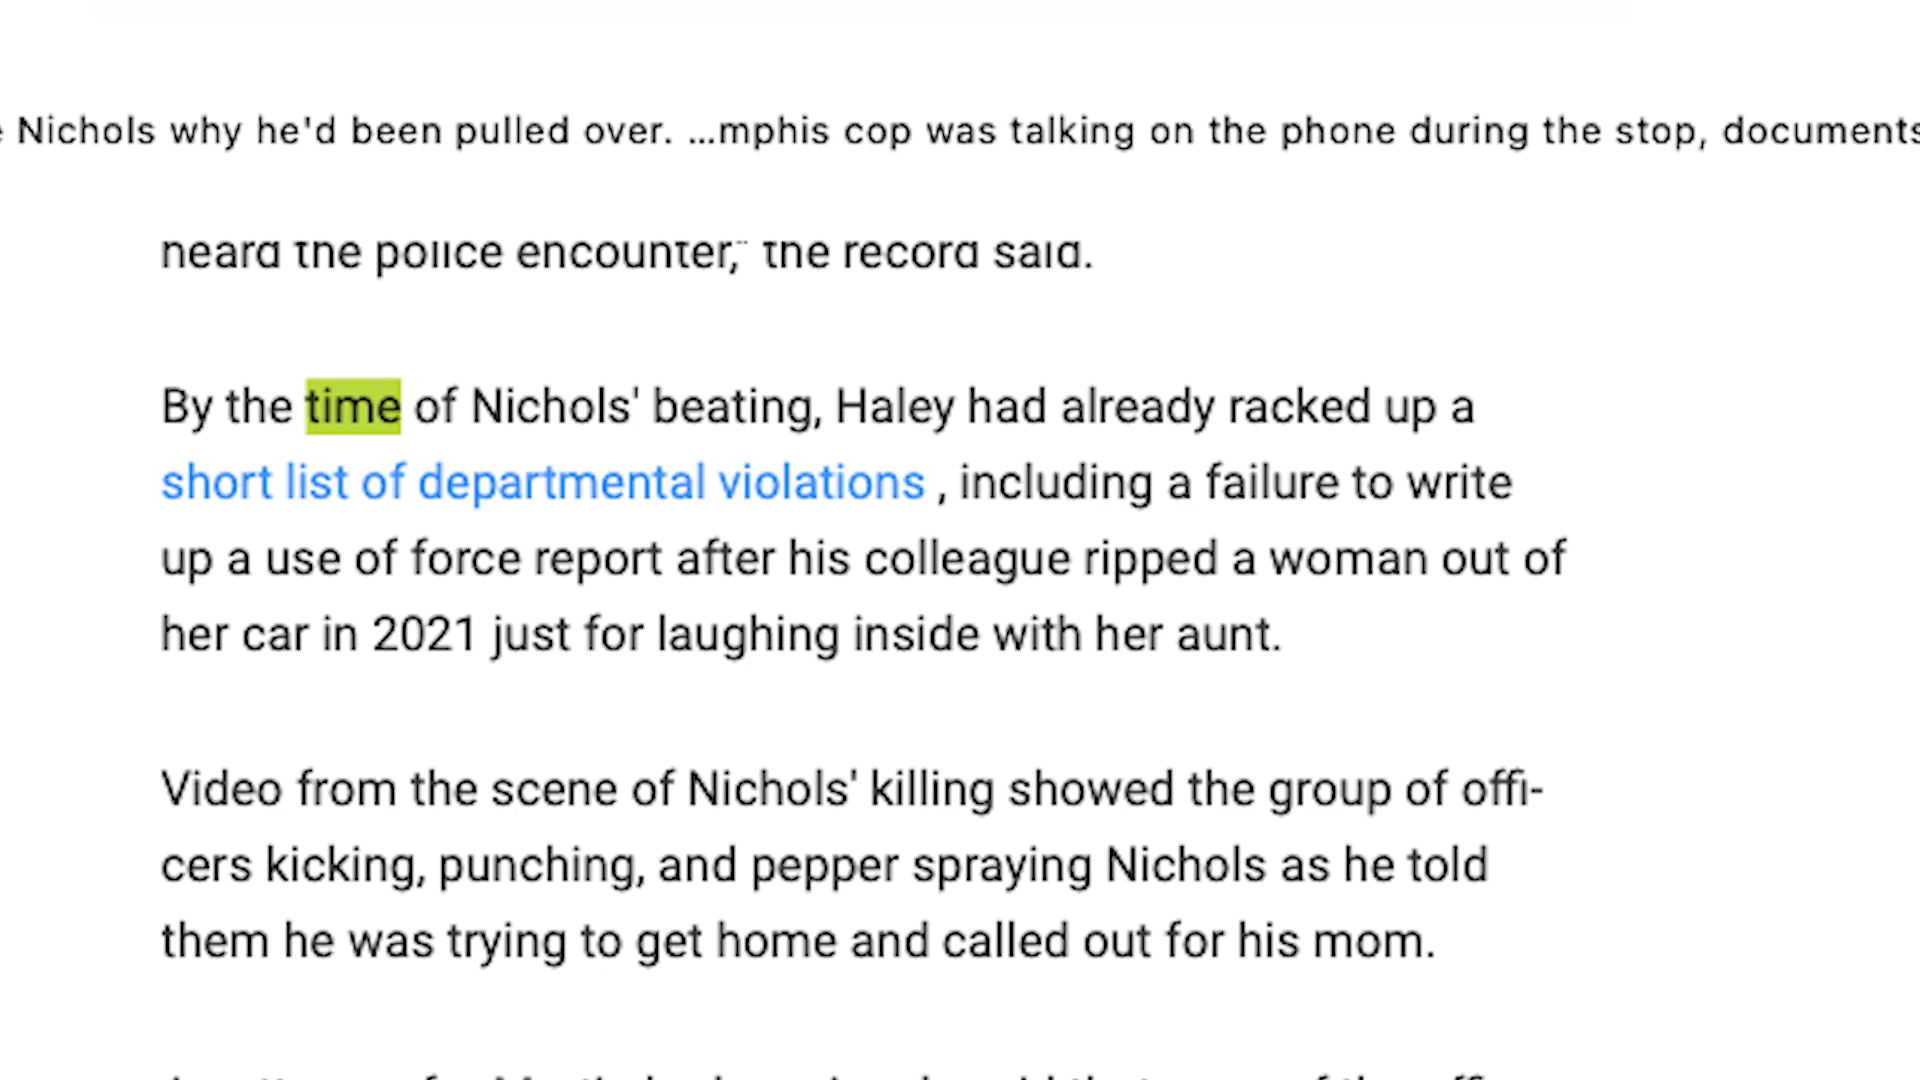 Nichols why he'd been pulled over. ...mphis cop was talking on the phone during the stop, documents
heard the police encounter," the record said.
By the time of Nichols' beating, Haley had already racked up a
short list of departmental violations , including a failure to write
up a use of force report after his colleague ripped a woman out of
her car in 2021 just for laughing inside with her aunt.
Video from the scene of Nichols' killing showed the group of offi-
cers kicking, punching, and pepper spraying Nichols as he told
them he was trying to get home and called out for his mom.